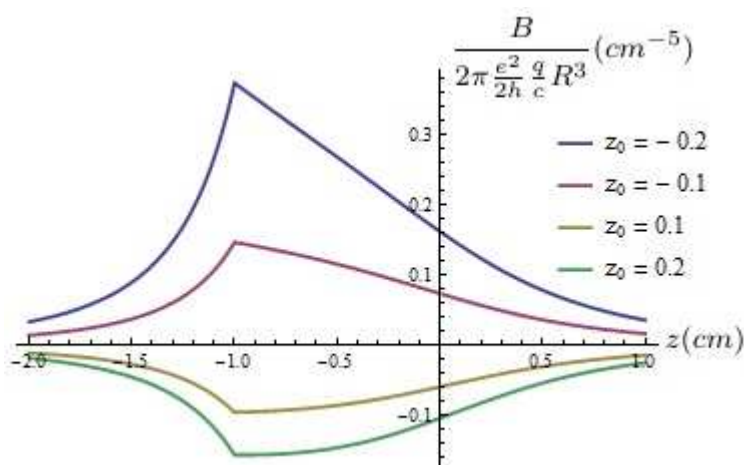 B
2π e²/2h q/c R³ (cm⁻⁵)
0.3
z₀ = − 0.2
z₀ = − 0.1
0.2
z₀ = 0.1
0.1
z₀ = 0.2
z(cm)
-2.0 -1.5 -1.0 -0.5 0.5 1.0
-0.1